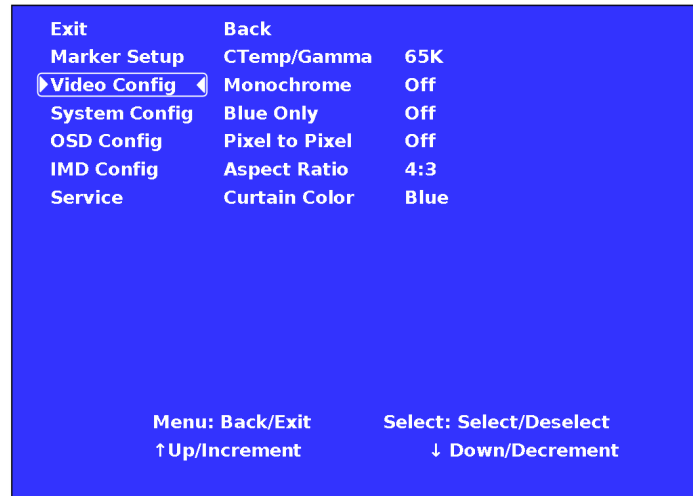 Exit Back
Marker Setup CTemp/Gamma 65K
Video Config Monochrome Off
System Config Blue Only Off
OSD Config Pixel to Pixel Off
IMD Config Aspect Ratio 4:3
Service Curtain Color Blue
Menu: Back/Exit Select: Select/Deselect
↑Up/Increment ↓ Down/Decrement